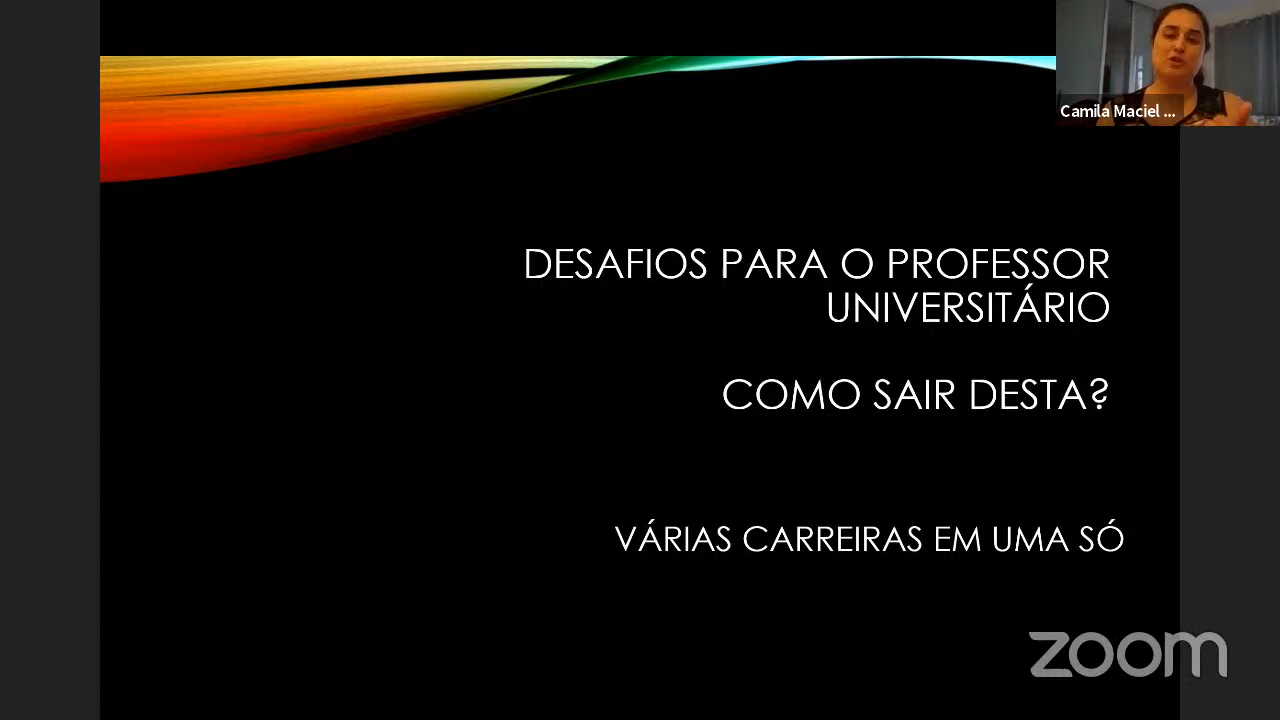 Camila Maciel ...
DESAFIOS PARA O PROFESSOR
UNIVERSITÁRIO
COMO SAIR DESTA?
VÁRIAS CARREIRAS EM UMA SÓ
zoom